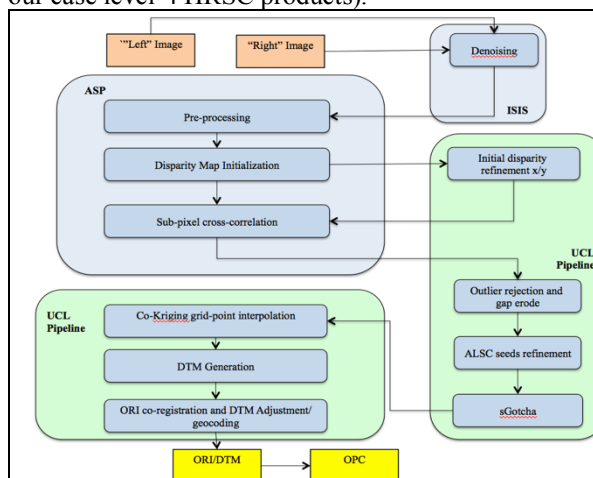 our case level-4 HRSC products).
`"Left" Image
"Right" Image
Denoising
ISIS
ASP
Pre-processing
Disparity Map Initialization
Sub-pixel cross-correlation
Initial disparity
refinement x/y
UCL
Pipeline
Outlier rejection and
gap erode
ALSC seeds refinement
sGotcha
UCL
Pipeline
Co-Kriging grid-point interpolation
DTM Generation
ORI co-registration and DTM Adjustment/
geocoding
ORI/DTM
OPC